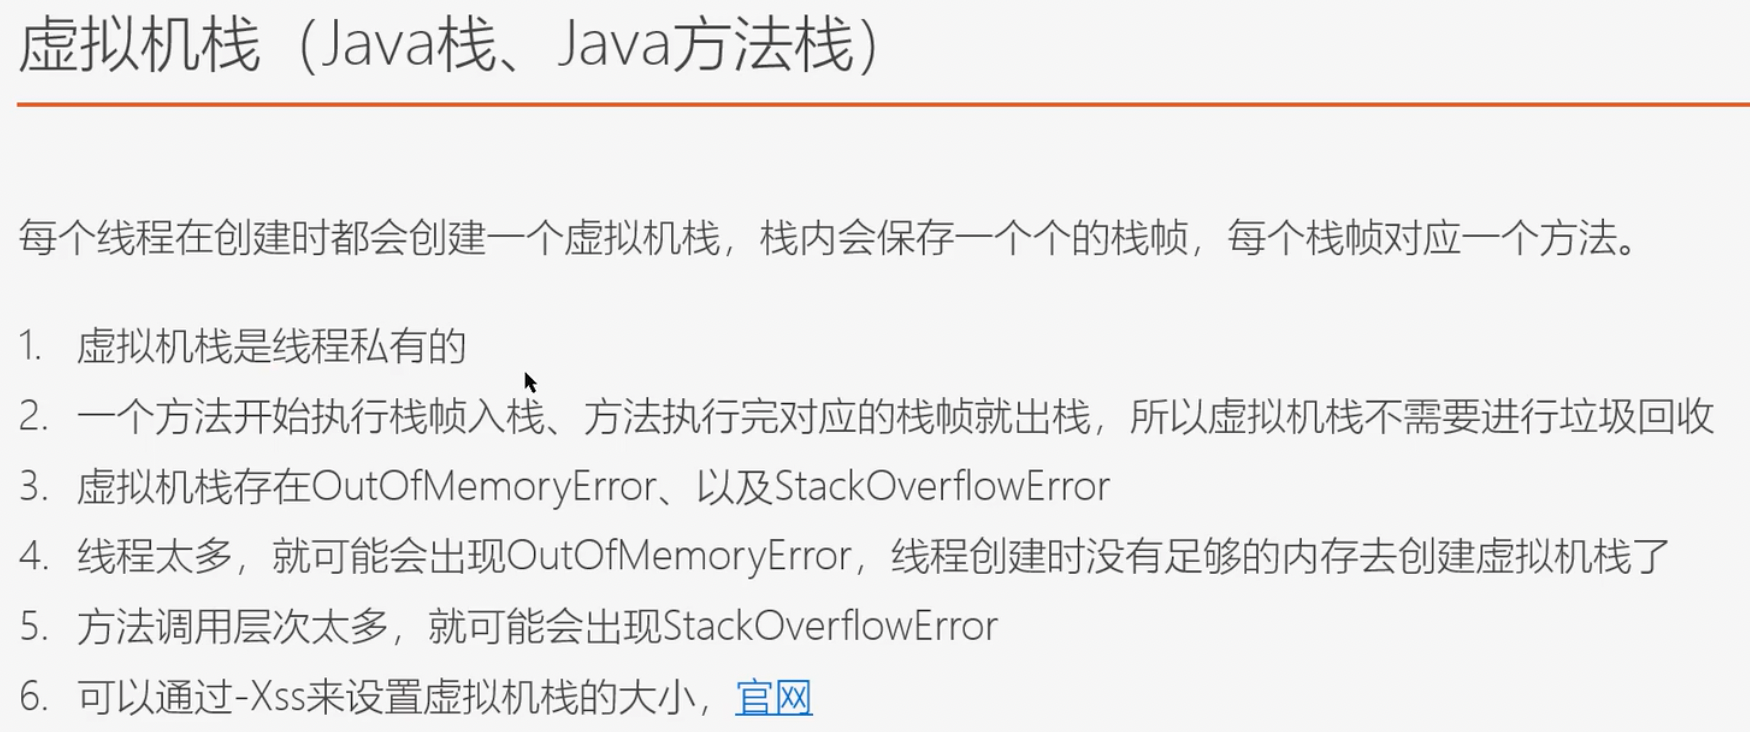 虚拟机栈（Java栈、Java方法栈）
每个线程在创建时都会创建一个虚拟机栈，栈内会保存一个个的栈帧，每个栈帧对应一个方法。
1. 虚拟机栈是线程私有的
2. 一个方法开始执行栈帧入栈、方法执行完对应的栈帧就出栈，所以虚拟机栈不需要进行垃圾回收
3. 虚拟机栈存在OutOfMemoryError、以及StackOverflowError
4. 线程太多，就可能会出现OutOfMemoryError，线程创建时没有足够的内存去创建虚拟机栈了
5. 方法调用层次太多，就可能会出现StackOverflowError
6. 可以通过-Xss来设置虚拟机栈的大小，官网